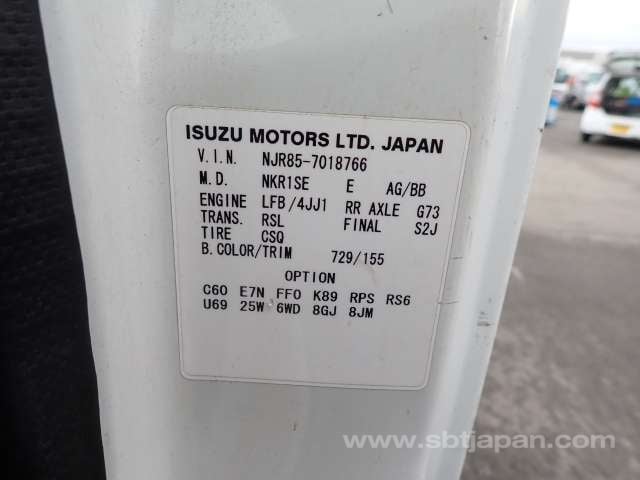 ISUZU MOTORS LTD. JAPAN
V.I.N. NJR85-7018766
M.D. NKR1SE E AG/BB
ENGINE LFB/4JJ1 RR AXLE G73
TRANS. RSL FINAL S2J
TIRE CSQ
B.COLOR/TRIM 729/155
OPTION
C60 E7N FF0 K89 RPS RS6
U69 25W 6WD 8GJ 8JM
www.sbtjapan.com/